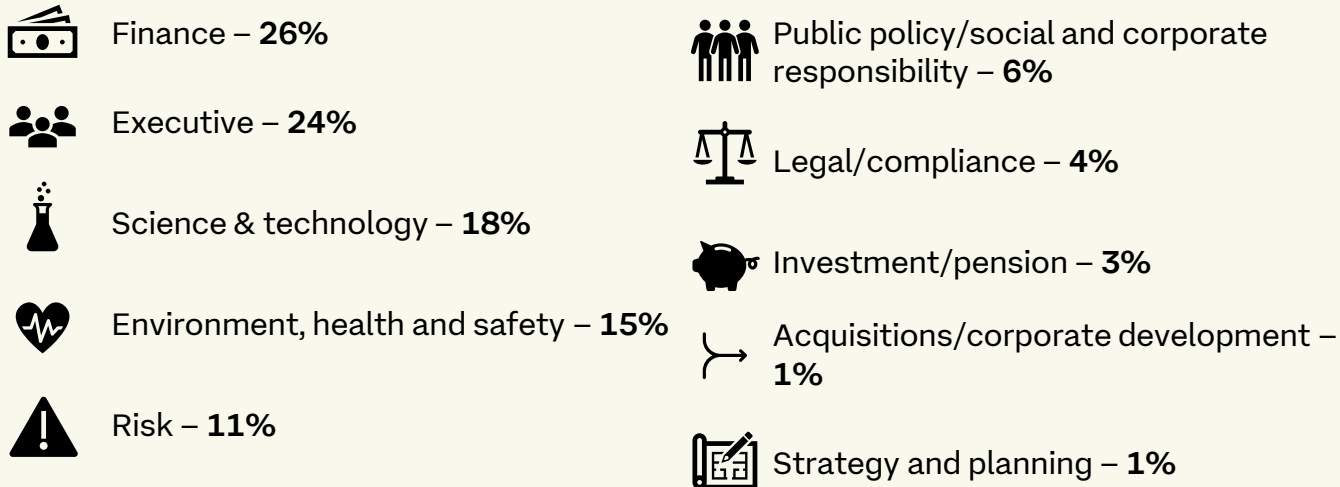 Finance – 26%
Executive – 24%
Science & technology – 18%
Environment, health and safety – 15%
Risk – 11%
Public policy/social and corporate
responsibility – 6%
Legal/compliance – 4%
Investment/pension – 3%
Acquisitions/corporate development –
1%
Strategy and planning – 1%